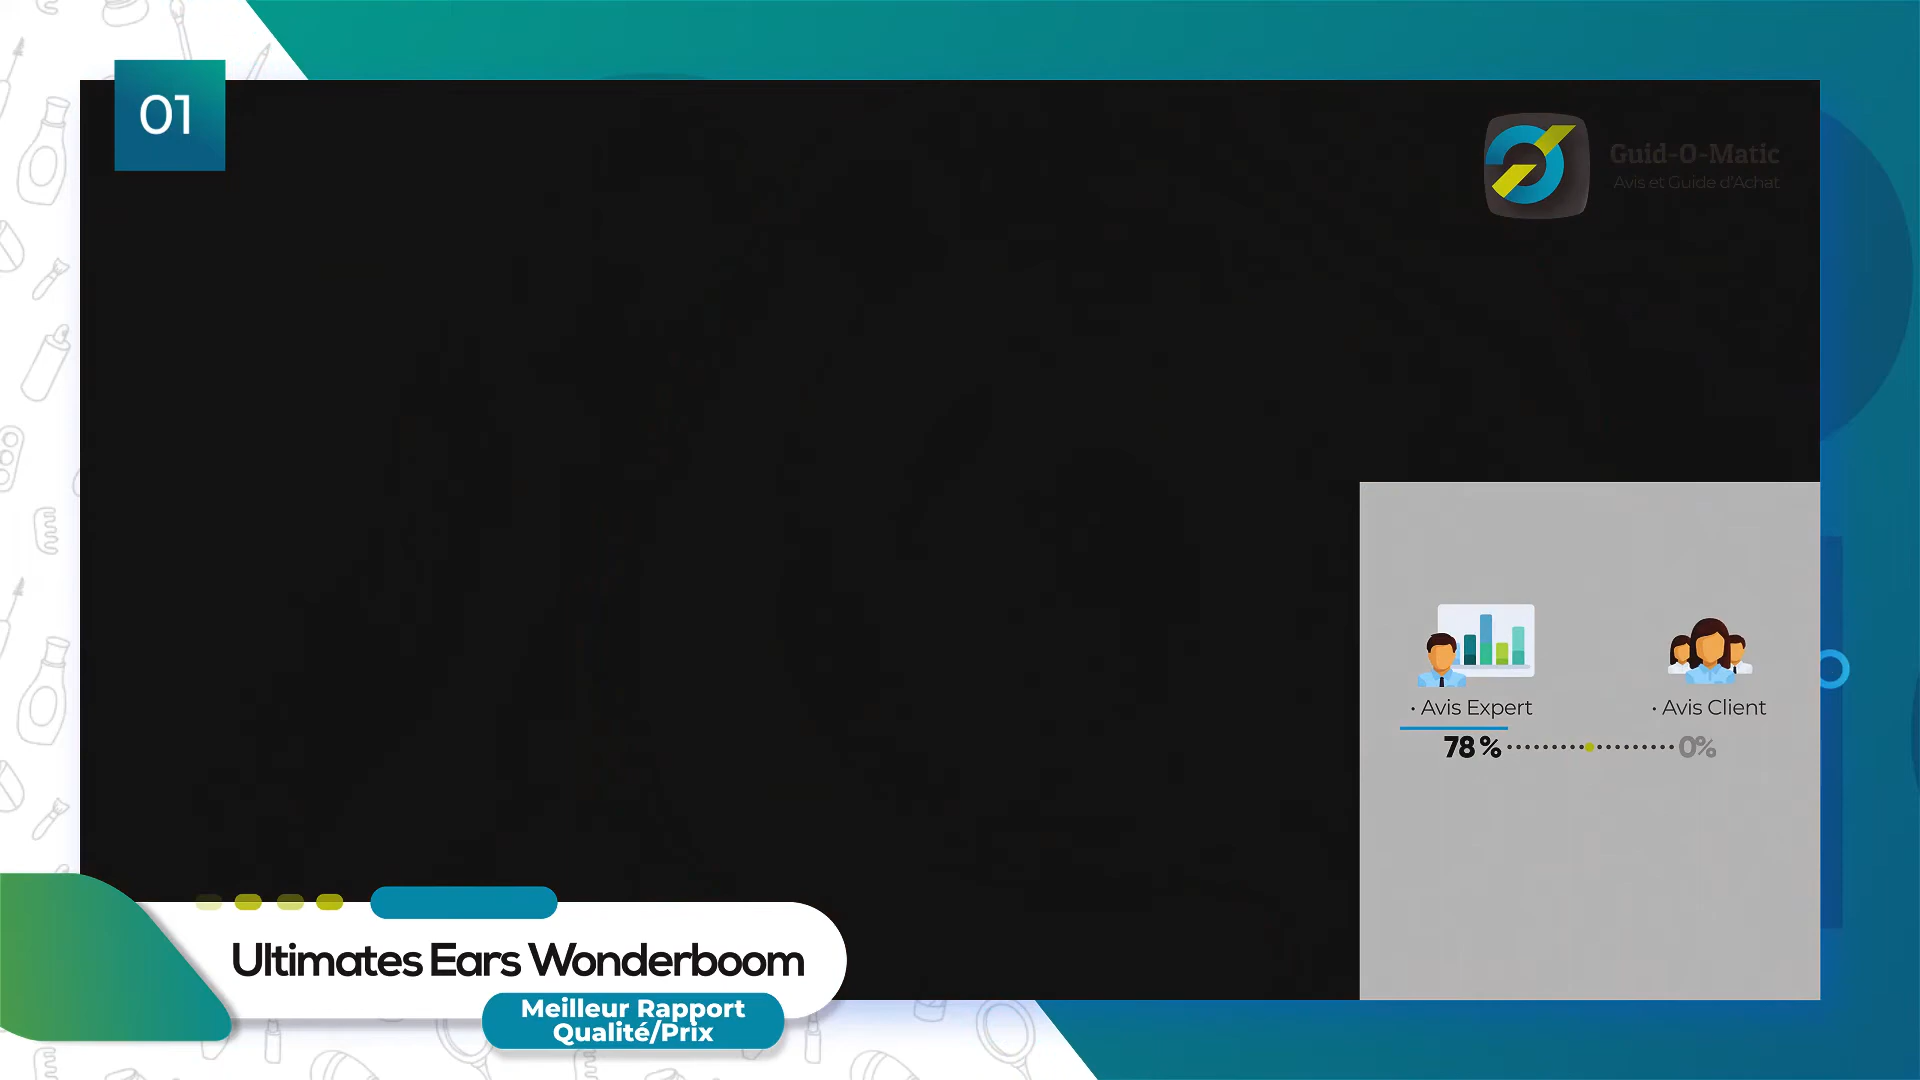 01
Guid-O-Matic
Avis et Guide d'Achat
• Avis Expert
• Avis Client
78 %
0%
Ultimates Ears Wonderboom
Meilleur Rapport
Qualité/Prix